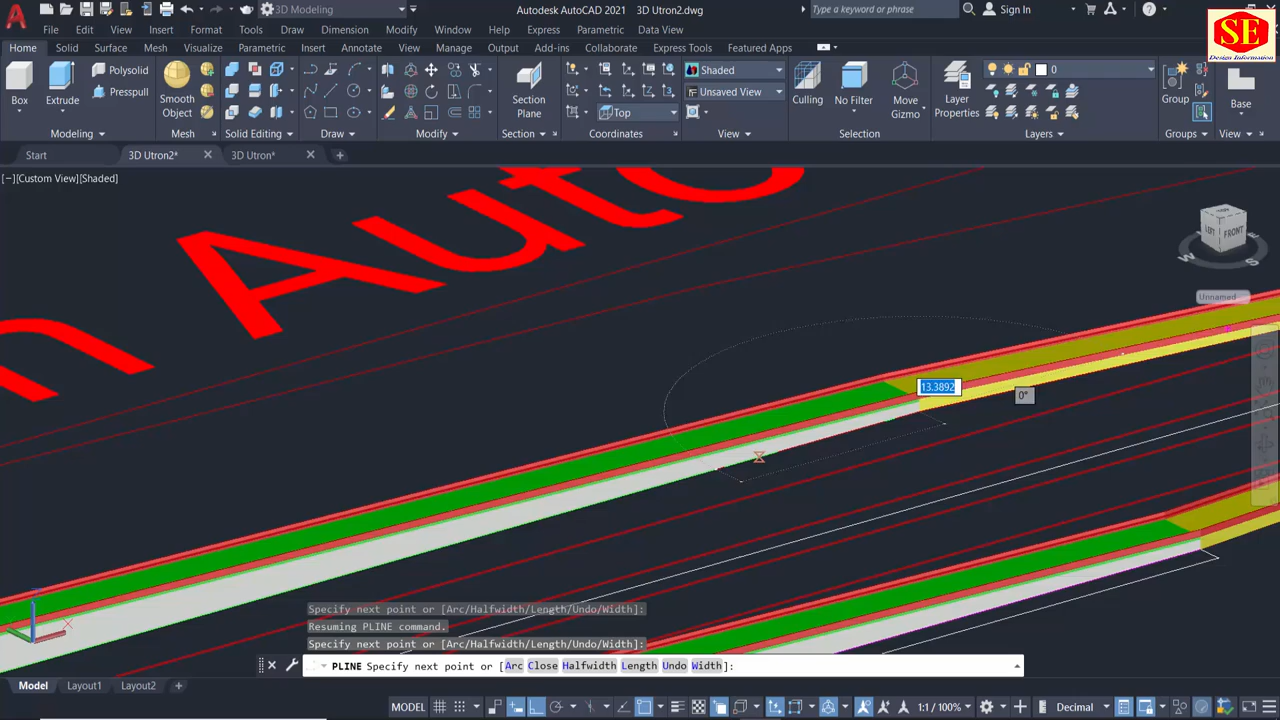 3D Modeling
Autodesk AutoCAD 2021 3D Utron2.dwg
Type a keyword or phrase
Sign In
SE
Design Information
File Edit View Insert Format Tools Draw Dimension Modify Window Help Express Parametric Data View
Home Solid Surface Mesh Visualize Parametric Insert Annotate View Manage Output Add-ins Collaborate Express Tools Featured Apps
Polysolid
Presspull
Shaded
Unsaved View
0
Top
Box Extrude
Smooth
Object
Section
Plane
Culling No Filter
Move
Gizmo
Layer
Properties
Group
Base
Modeling Mesh Solid Editing Draw Modify Section Coordinates View Selection Layers Groups View
Start 3D Utron2* 3D Utron*
[−][Custom View][Shaded]
n Auto
TOP
LEFT FRONT
W S
Unnamed
13.3892
0°
Specify next point or [Arc/Halfwidth/Length/Undo/Width]:
Resuming PLINE command.
Specify next point or [Arc/Halfwidth/Length/Undo/Width]:
PLINE Specify next point or [Arc Close Halfwidth Length Undo Width]:
Model Layout1 Layout2
MODEL
1:1 / 100%
Decimal